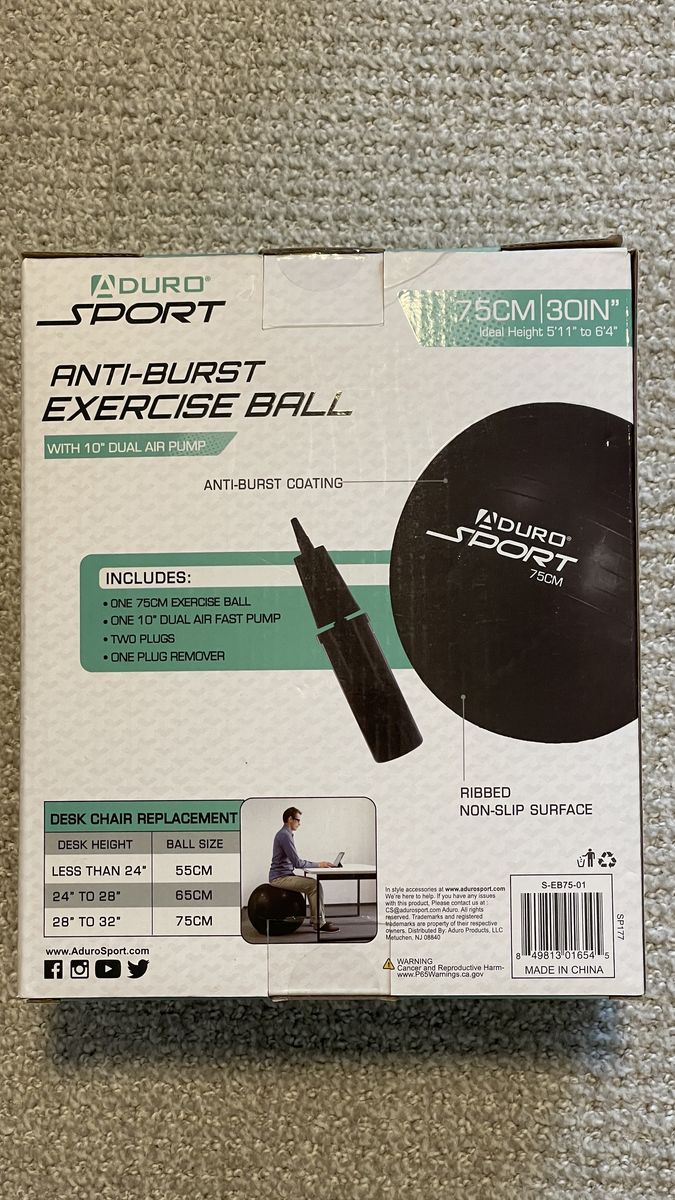 ADURO®
SPORT
75CM|30IN"
Ideal Height 5'11" to 6'4"
ANTI-BURST
EXERCISE BALL
WITH 10" DUAL AIR PUMP
ANTI-BURST COATING
ADURO®
SPORT
75CM
INCLUDES:
• ONE 75CM EXERCISE BALL
• ONE 10" DUAL AIR FAST PUMP
• TWO PLUGS
• ONE PLUG REMOVER
RIBBED
NON-SLIP SURFACE
DESK CHAIR REPLACEMENT
DESK HEIGHT BALL SIZE
LESS THAN 24" 55CM
24" TO 28" 65CM
28" TO 32" 75CM
www.AduroSport.com
In style accessories at www.adurosport.com
We're here to help. If you have any issues
with this product, Please contact us at :
CS@adurosport.com Aduro. All rights
reserved. Trademarks and registered
trademarks are property of their respective
owners. Distributed By: Aduro Products, LLC
Metuchen, NJ 08840
WARNING
Cancer and Reproductive Harm-
www.P65Warnings.ca.gov
S-EB75-01
8 49813 01654 5
MADE IN CHINA
SP177